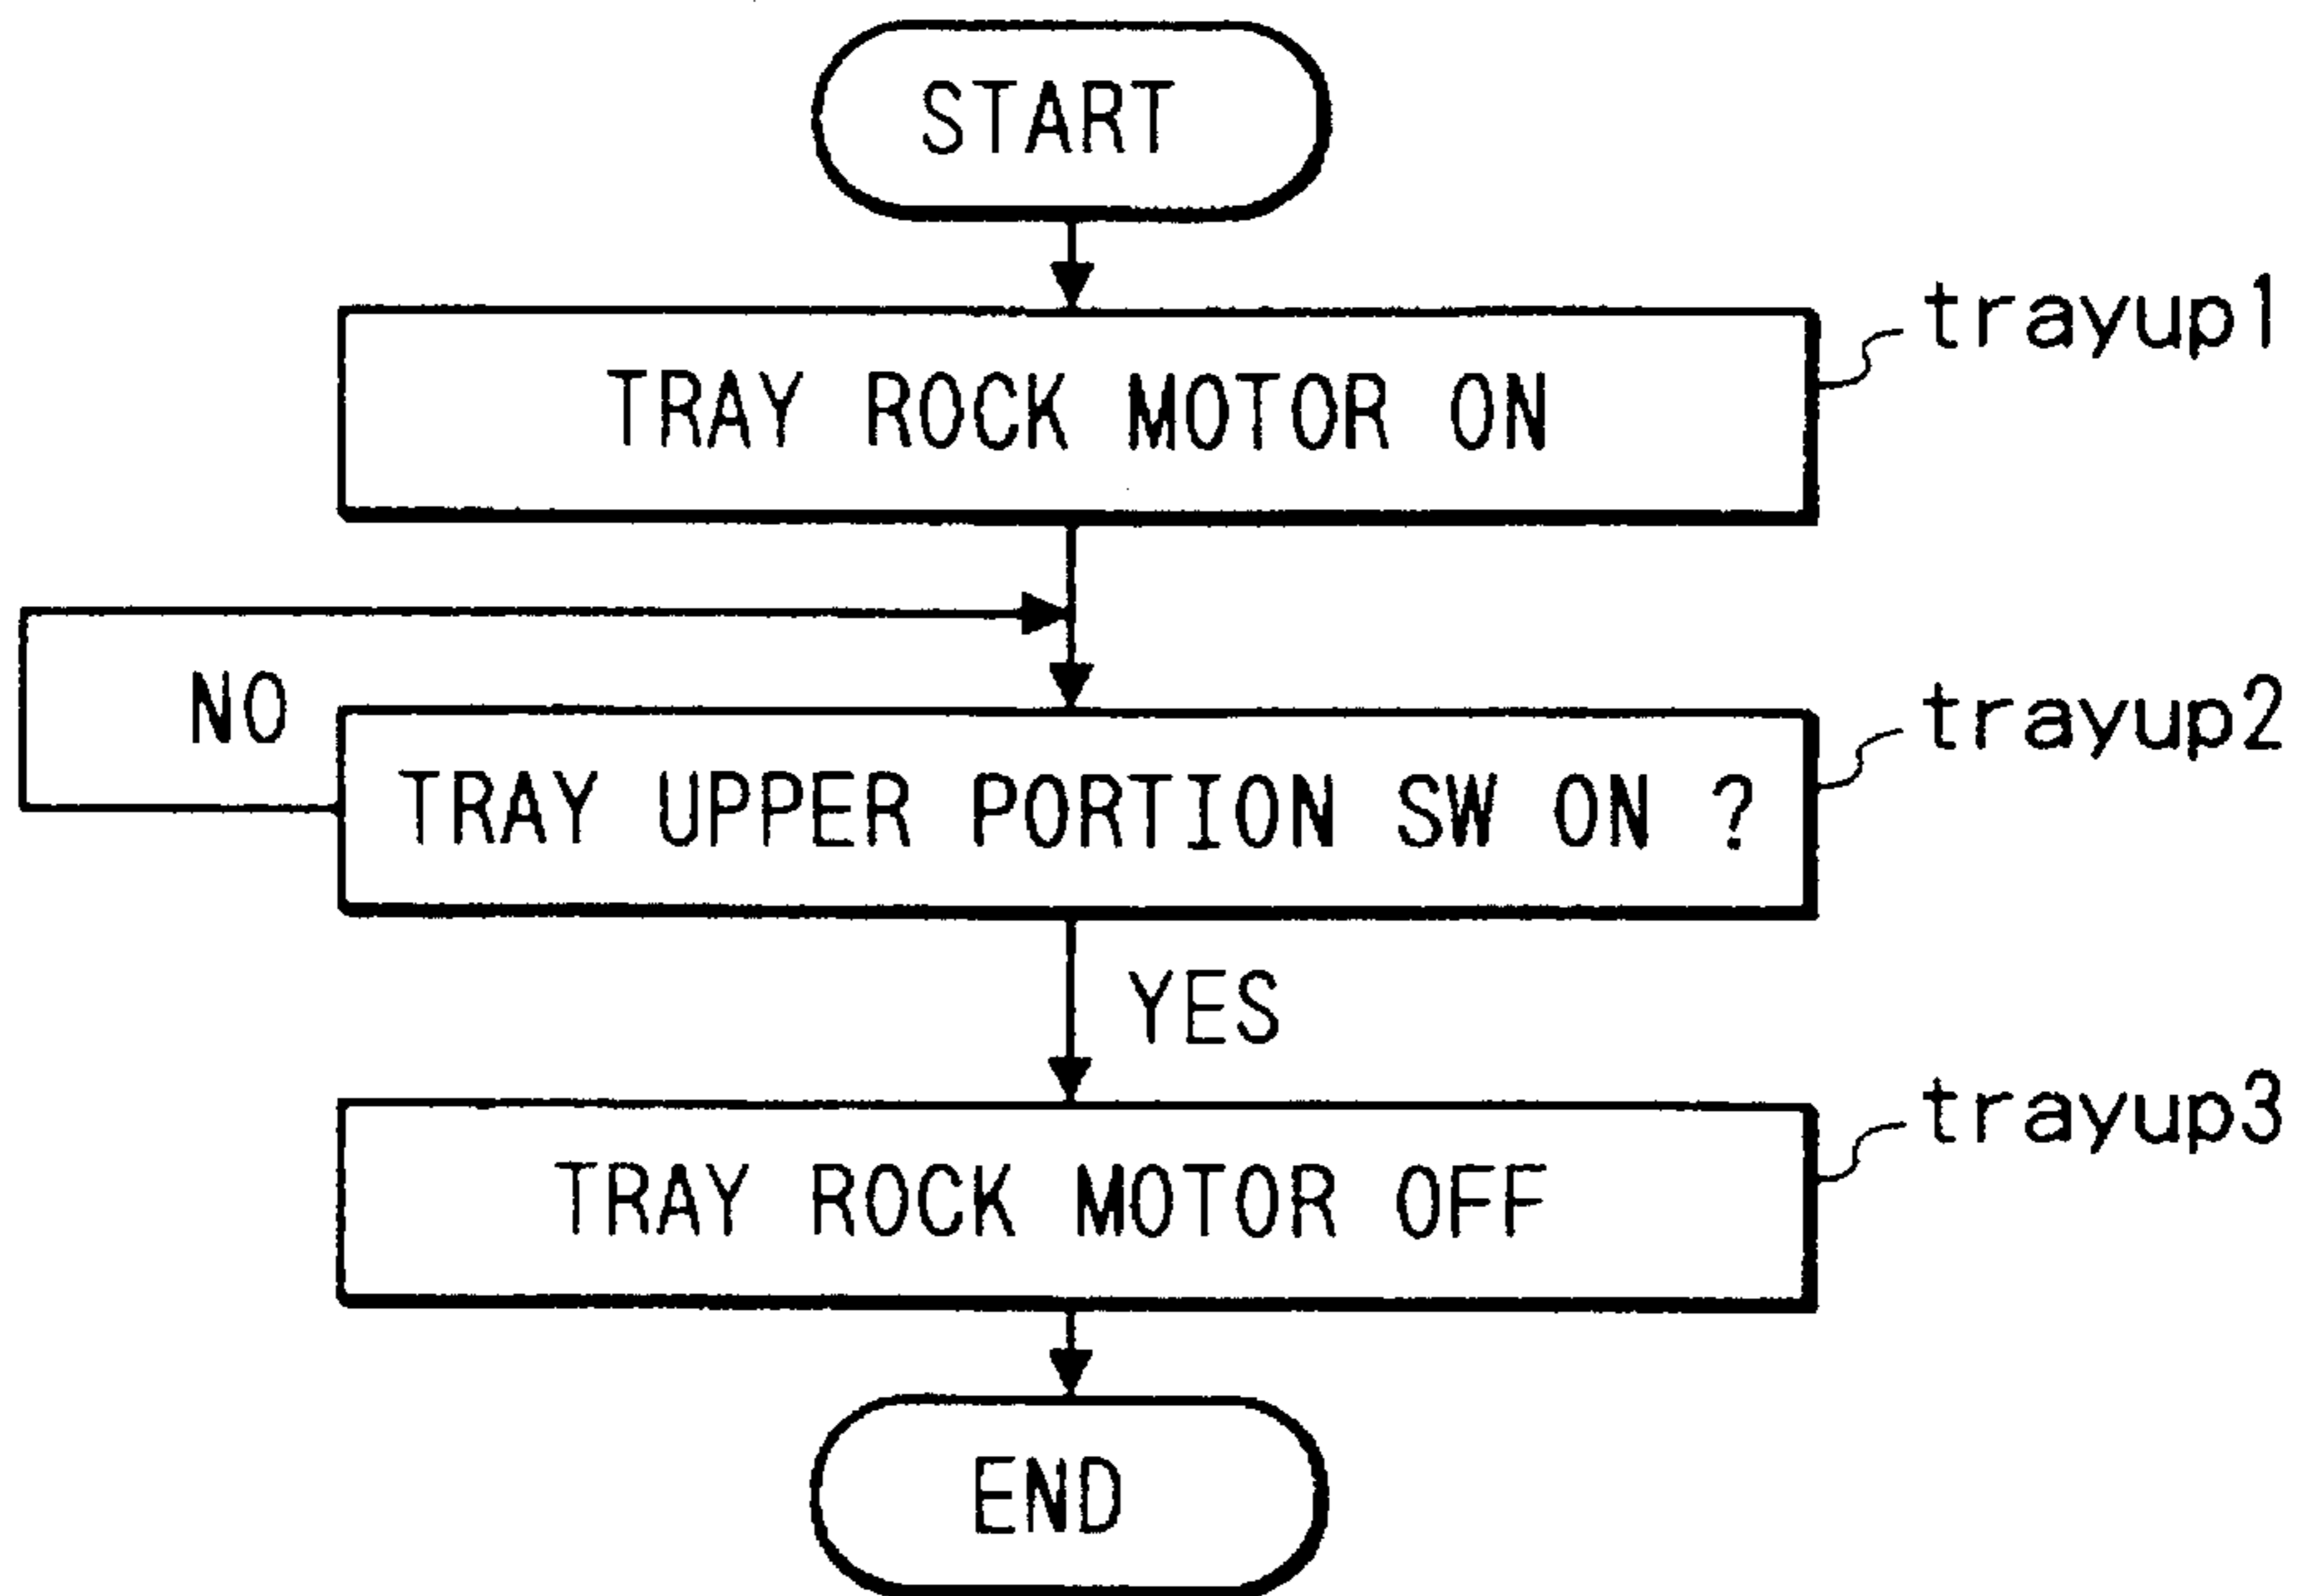 START
TRAY ROCK MOTOR ON
trayup1
NO
TRAY UPPER PORTION SW ON ?
trayup2
YES
TRAY ROCK MOTOR OFF
trayup3
END